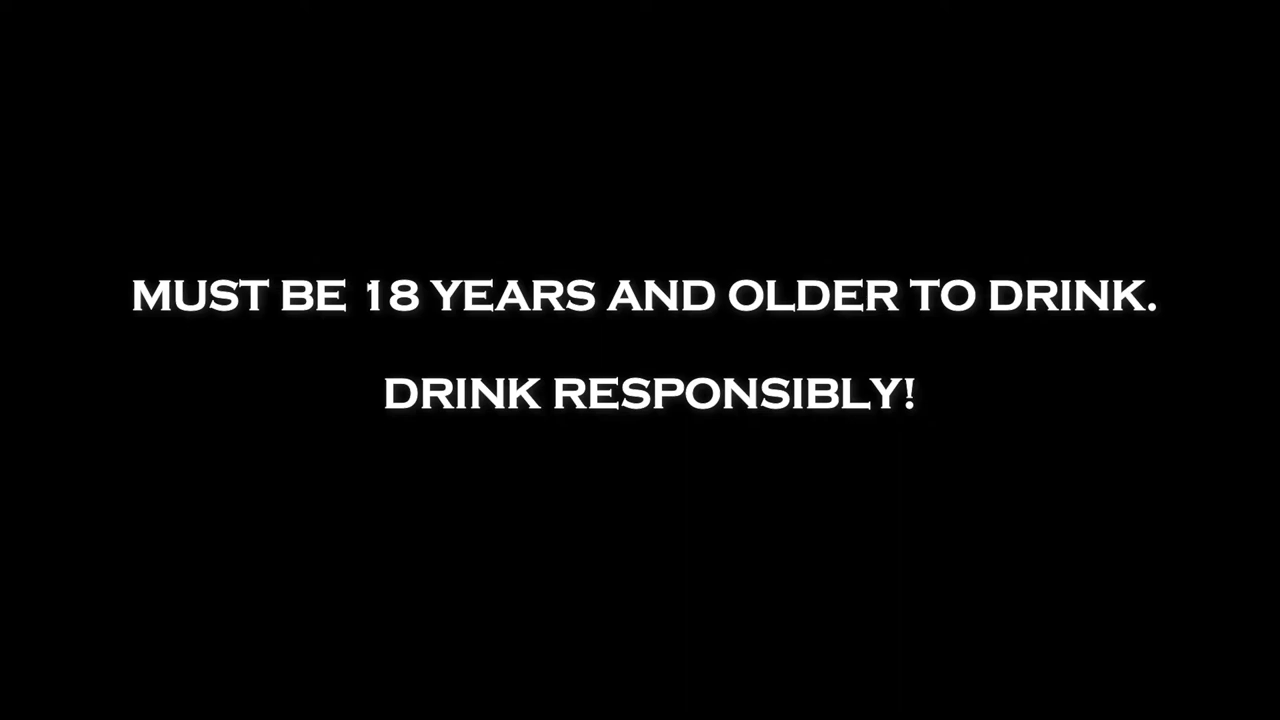 MUST BE 18 YEARS AND OLDER TO DRINK.
DRINK RESPONSIBLY!